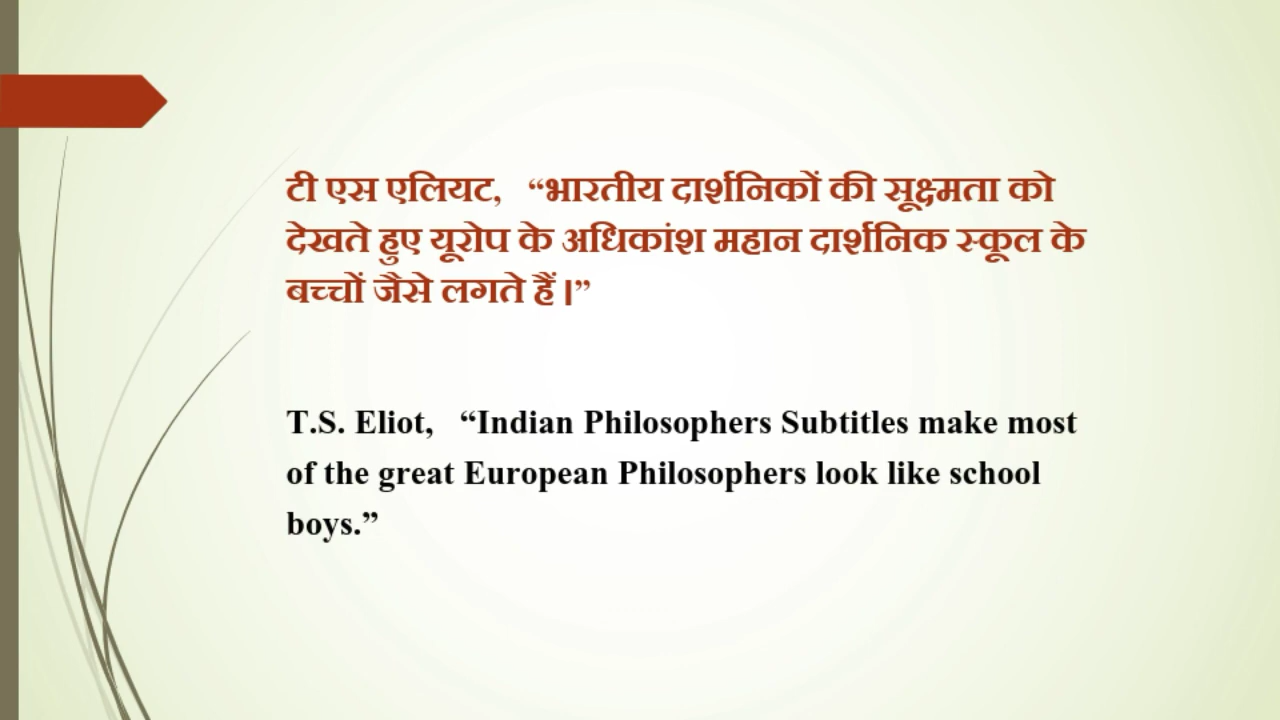 टी एस एलियट, “भारतीय दार्शनिकों की सूक्ष्मता को
देखते हुए यूरोप के अधिकांश महान दार्शनिक स्कूल के
बच्चों जैसे लगते हैं।”
T.S. Eliot, “Indian Philosophers Subtitles make most
of the great European Philosophers look like school
boys.”